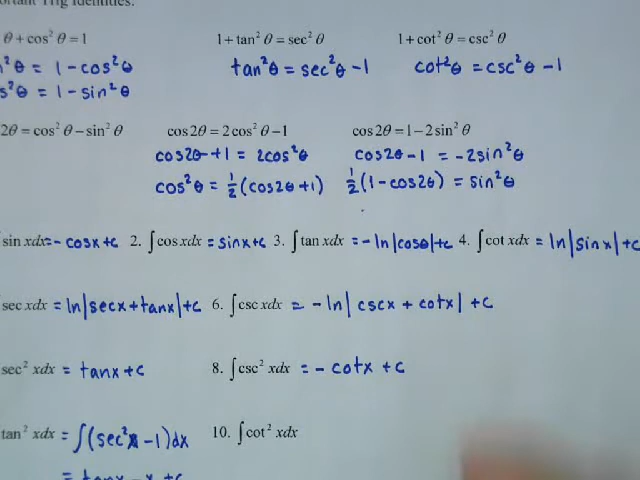 ortant Trig Identities:
θ + cos² θ = 1   1 + tan² θ = sec² θ   1 + cot² θ = csc² θ
n²θ = 1 - cos²θ   tan²θ = sec²θ - 1   cot²θ = csc²θ - 1
s²θ = 1 - sin²θ
2θ = cos² θ - sin² θ   cos 2θ = 2cos² θ - 1   cos 2θ = 1 - 2sin² θ
cos2θ + 1 = 2cos²θ   cos2θ - 1 = -2sin²θ
cos²θ = ½(cos2θ + 1)   ½(1 - cos2θ) = sin²θ
sin xdx = -cosx + c   2. ∫cos xdx = sinx + c   3. ∫tan xdx = -ln|cosθ| + c   4. ∫cot xdx = ln|sinx| + c
sec xdx = ln|secx + tanx| + c   6. ∫csc xdx = -ln|cscx + cotx| + c
sec² xdx = tanx + c   8. ∫csc² xdx = -cotx + c
tan² xdx = ∫(sec²x - 1)dx   10. ∫cot² xdx
= tanx - x + c